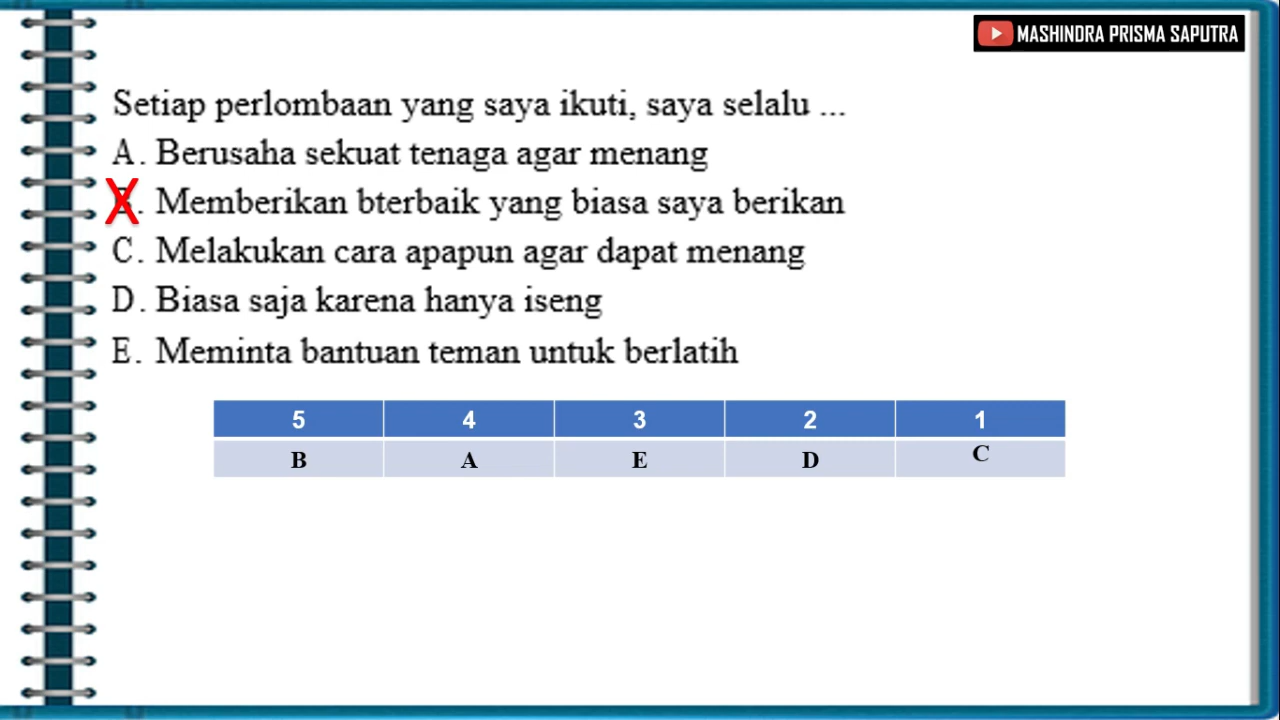 MASHINDRA PRISMA SAPUTRA
Setiap perlombaan yang saya ikuti, saya selalu ...
A. Berusaha sekuat tenaga agar menang
B. Memberikan bterbaik yang biasa saya berikan
C. Melakukan cara apapun agar dapat menang
D. Biasa saja karena hanya iseng
E. Meminta bantuan teman untuk berlatih
5 4 3 2 1
B A E D C